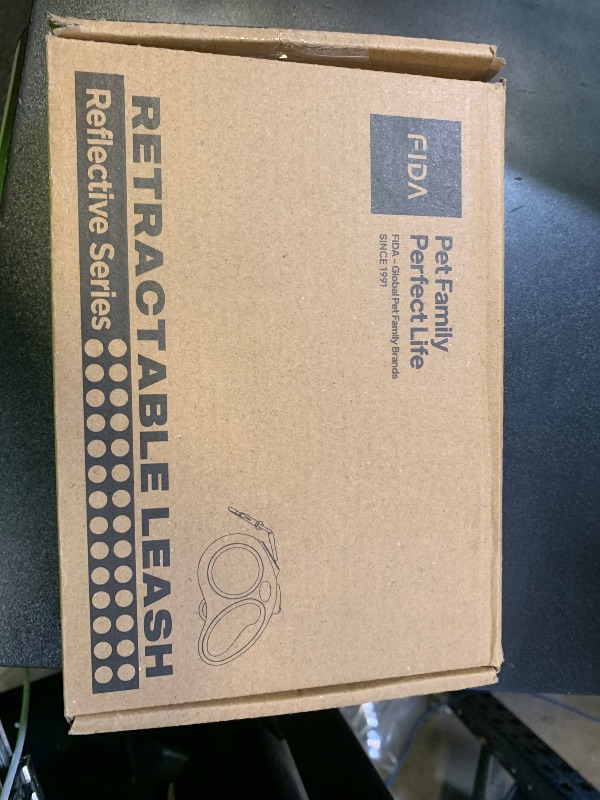 FIDA
Pet Family
Perfect Life
FIDA - Global Pet Family Brands
SINCE 1991
RETRACTABLE LEASH
Reflective Series